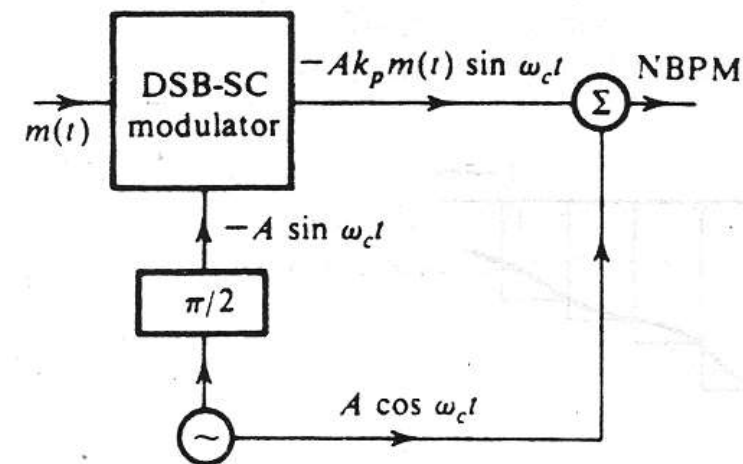 −Ak_p m(t) sin ω_c t
NBPM
DSB-SC
modulator
Σ
m(t)
−A sin ω_c t
π/2
A cos ω_c t
~